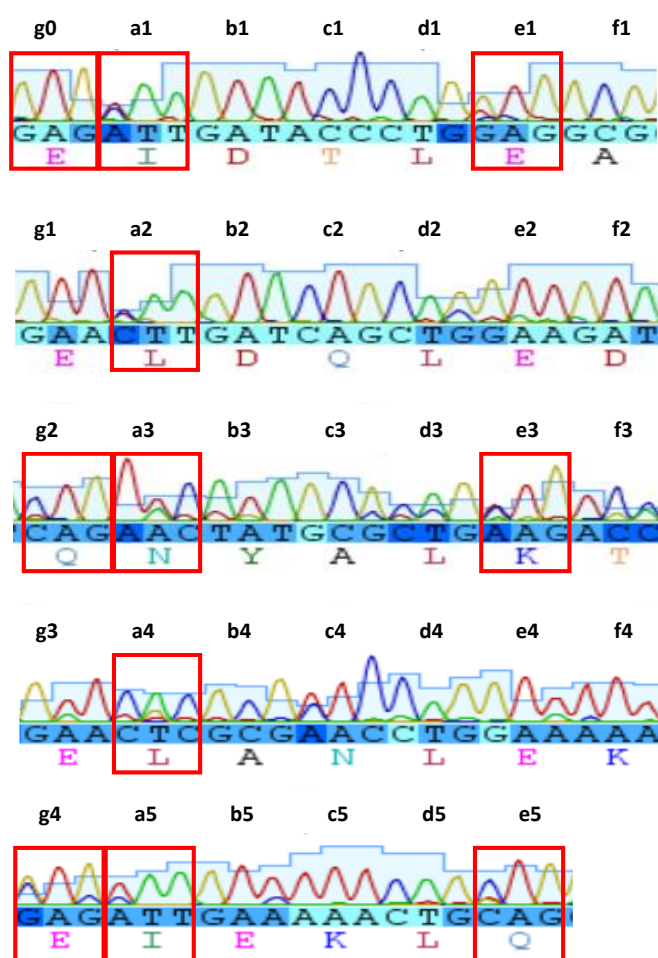 g0 a1 b1 c1 d1 e1 f1
GAGATTGATACCCTGGAGGCG
E I D T L E A
g1 a2 b2 c2 d2 e2 f2
GAACTTGATCAGCTGGAAGAT
E L D Q L E D
g2 a3 b3 c3 d3 e3 f3
CAGAACTATGCGCTGAAGACC
Q N Y A L K T
g3 a4 b4 c4 d4 e4 f4
GAACTCGCGAACCTGGAAAAA
E L A N L E K
g4 a5 b5 c5 d5 e5
GAGATTGAAAAACTGCAG
E I E K L Q